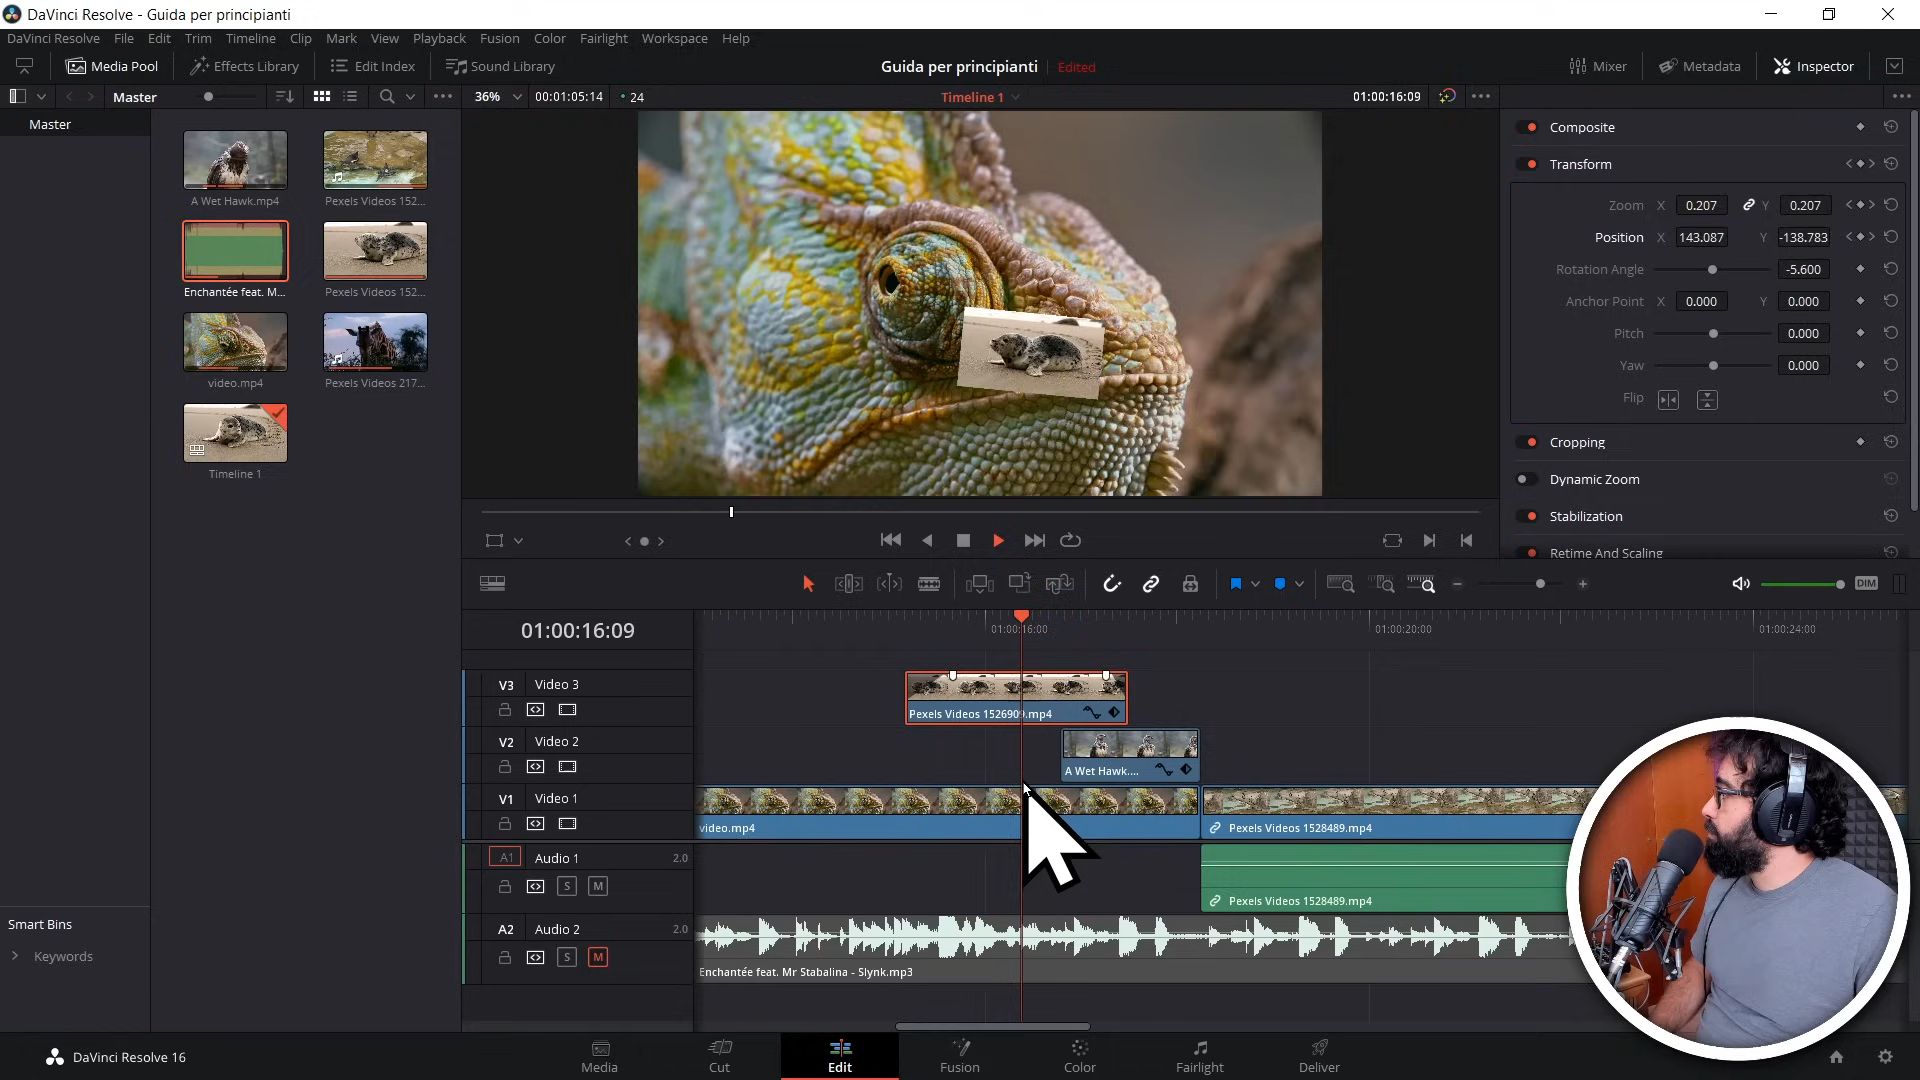 DaVinci Resolve - Guida per principianti
DaVinci Resolve File Edit Trim Timeline Clip Mark View Playback Fusion Color Fairlight Workspace Help
Media Pool Effects Library Edit Index Sound Library Guida per principianti Edited Mixer Metadata Inspector
Master 36% 00:01:05:14 24 Timeline 1 01:00:16:09
Master
A Wet Hawk.mp4 Pexels Videos 152...
Enchantée feat. M... Pexels Videos 152...
video.mp4 Pexels Videos 217...
Timeline 1
Composite
Transform
Zoom X 0.207 Y 0.207
Position X 143.087 Y -138.783
Rotation Angle -5.600
Anchor Point X 0.000 Y 0.000
Pitch 0.000
Yaw 0.000
Flip
Cropping
Dynamic Zoom
Stabilization
Retime And Scaling
DIM
01:00:16:09 01:00:16:00 01:00:20:00 01:00:24:00
V3 Video 3
Pexels Videos 1526909.mp4
V2 Video 2
A Wet Hawk....
V1 Video 1
video.mp4 Pexels Videos 1528489.mp4
A1 Audio 1 2.0
S M
Pexels Videos 1528489.mp4
A2 Audio 2 2.0
S M
Enchantée feat. Mr Stabalina - Slynk.mp3
Smart Bins
Keywords
DaVinci Resolve 16
Media Cut Edit Fusion Color Fairlight Deliver